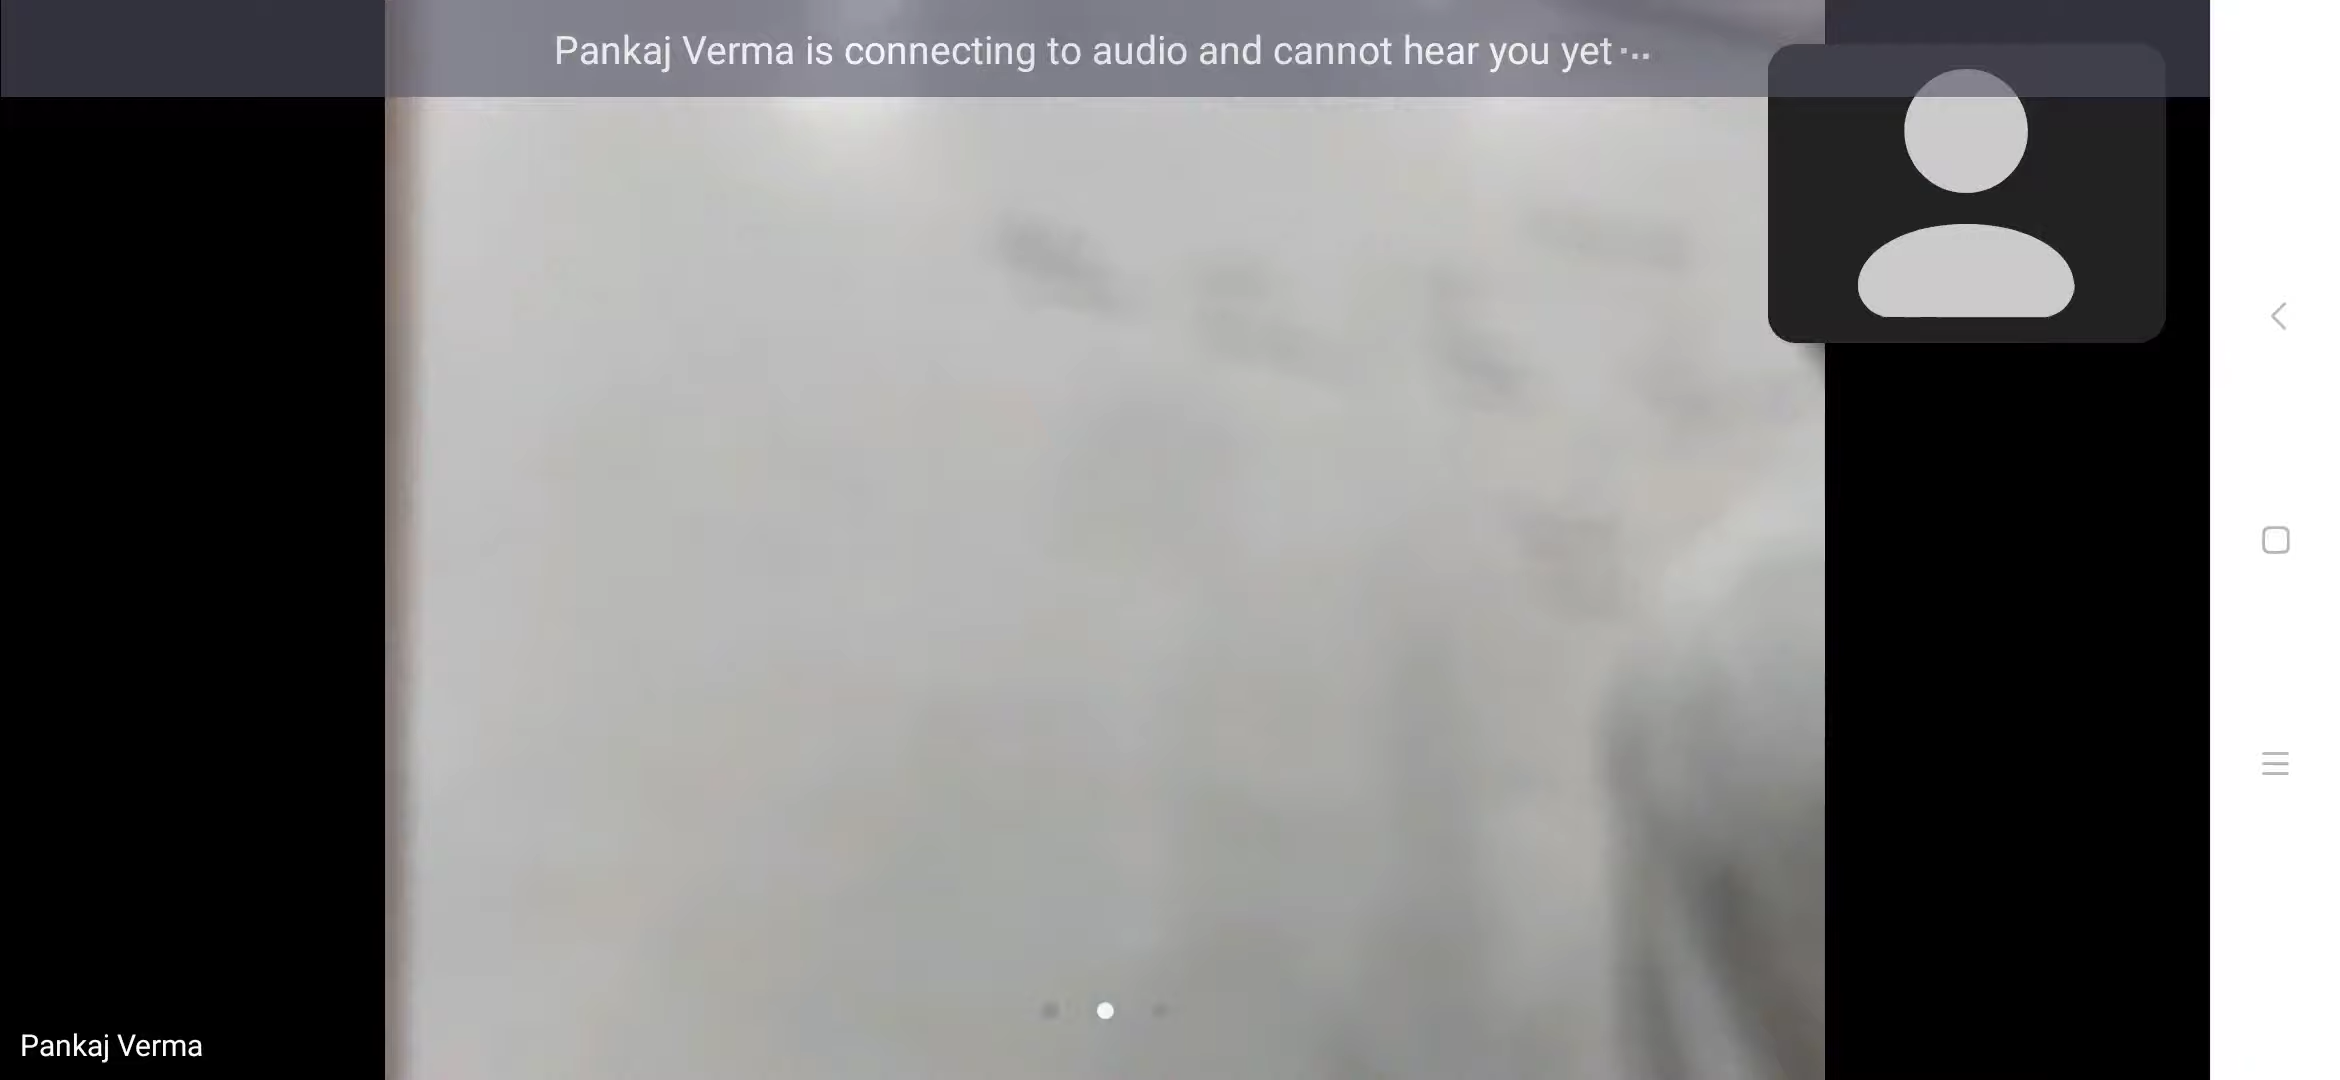 Pankaj Verma is connecting to audio and cannot hear you yet
Pankaj Verma